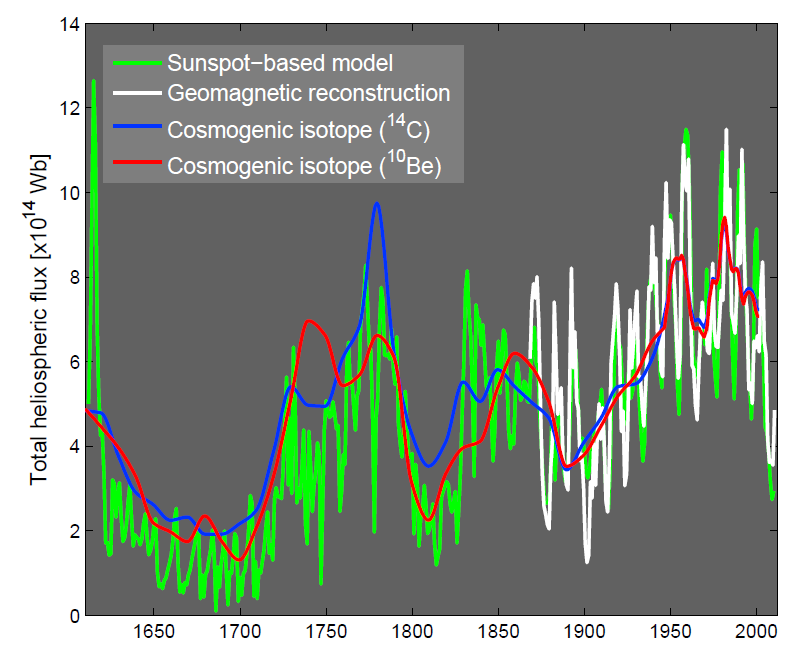 14
12
10
8
6
4
2
0
Total heliospheric flux [x10^14 Wb]
Sunspot−based model
Geomagnetic reconstruction
Cosmogenic isotope (^14C)
Cosmogenic isotope (^10Be)
1650 1700 1750 1800 1850 1900 1950 2000